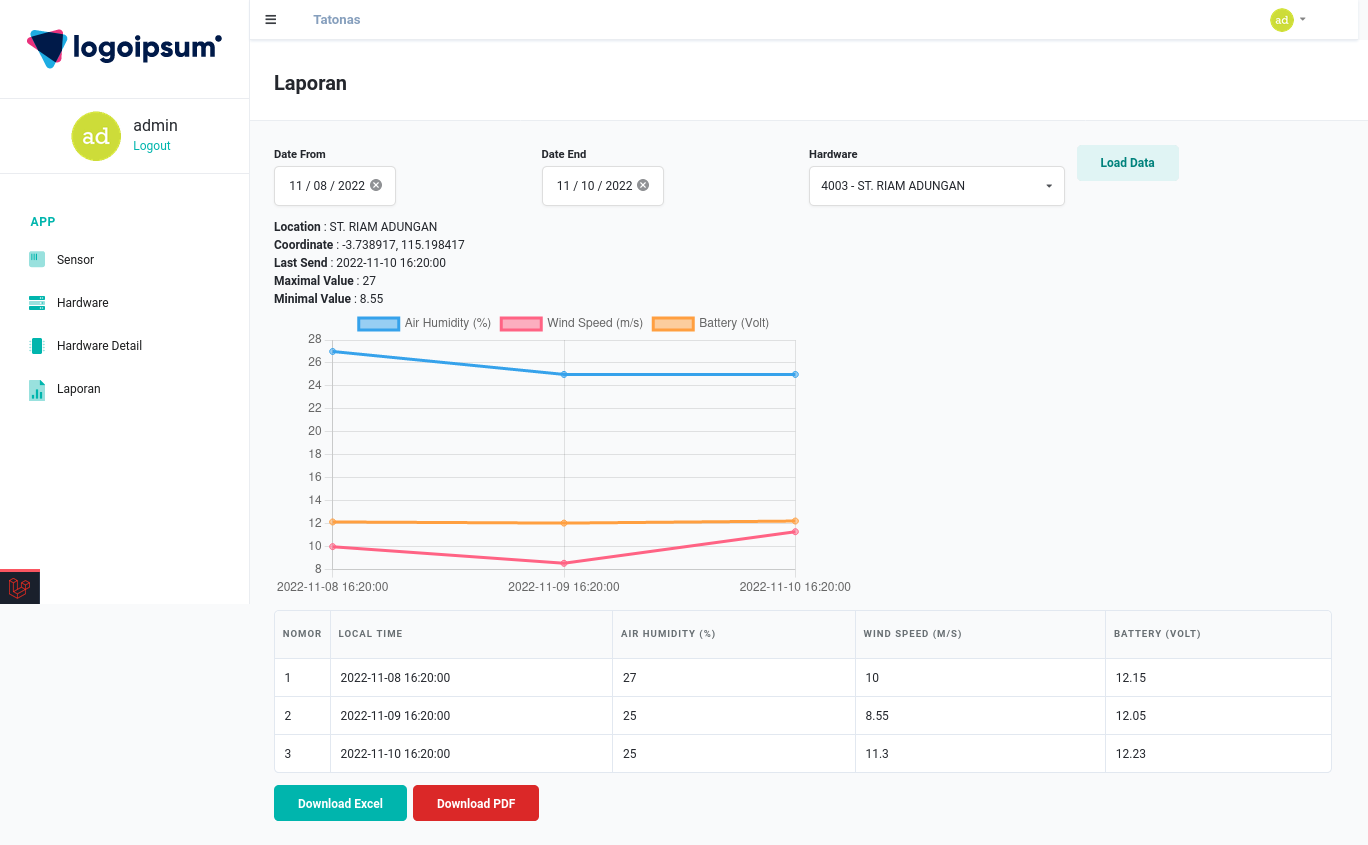 logoipsum
Tatonas
ad
Laporan
ad
admin
Logout
APP
Sensor
Hardware
Hardware Detail
Laporan
Date From
Date End
Hardware
Load Data
11 / 08 / 2022
11 / 10 / 2022
4003 - ST. RIAM ADUNGAN
Location : ST. RIAM ADUNGAN
Coordinate : -3.738917, 115.198417
Last Send : 2022-11-10 16:20:00
Maximal Value : 27
Minimal Value : 8.55
Air Humidity (%) Wind Speed (m/s) Battery (Volt)
28
26
24
22
20
18
16
14
12
10
8
2022-11-08 16:20:00 2022-11-09 16:20:00 2022-11-10 16:20:00
NOMOR LOCAL TIME AIR HUMIDITY (%) WIND SPEED (M/S) BATTERY (VOLT)
1 2022-11-08 16:20:00 27 10 12.15
2 2022-11-09 16:20:00 25 8.55 12.05
3 2022-11-10 16:20:00 25 11.3 12.23
Download Excel Download PDF